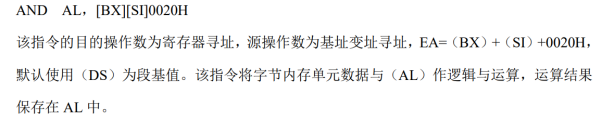 AND AL，[BX][SI]0020H
该指令的目的操作数为寄存器寻址，源操作数为基址变址寻址，EA=（BX）+（SI）+0020H，
默认使用（DS）为段基值。该指令将字节内存单元数据与（AL）作逻辑与运算，运算结果
保存在 AL 中。